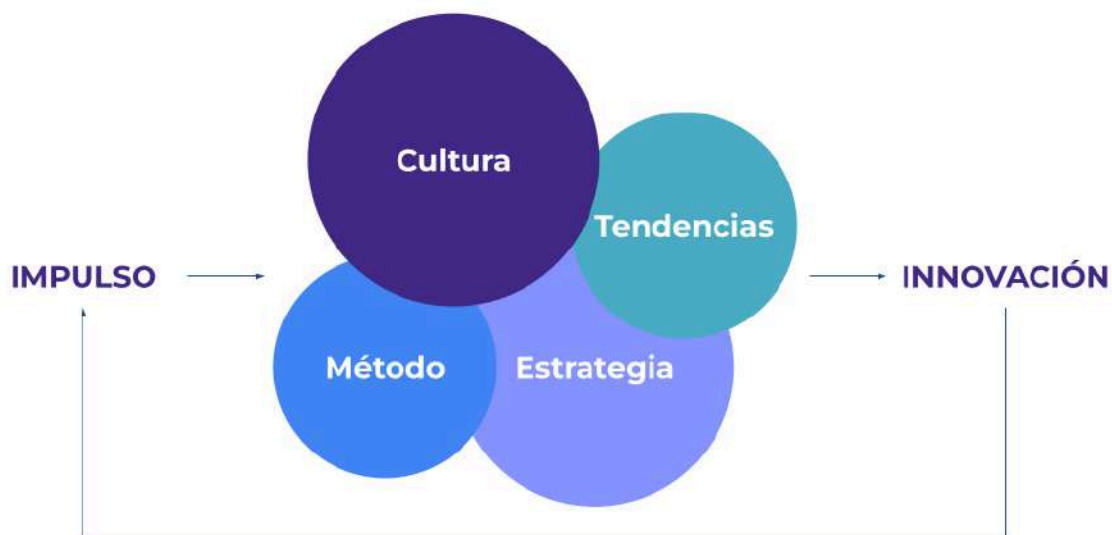 Cultura
Tendencias
IMPULSO
INNOVACIÓN
Método
Estrategia